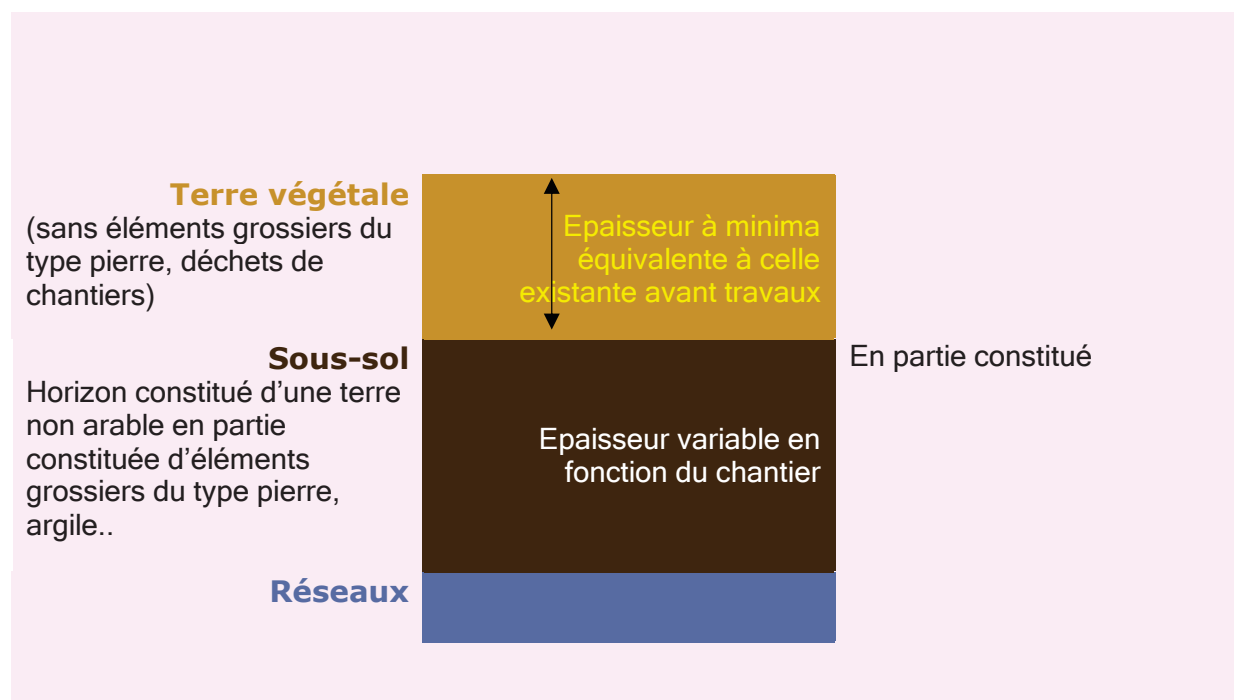 Terre végétale
(sans éléments grossiers du
type pierre, déchets de
chantiers)
Epaisseur à minima
équivalente à celle
existante avant travaux
Sous-sol
Horizon constitué d’une terre
non arable en partie
constituée d’éléments
grossiers du type pierre,
argile..
Epaisseur variable en
fonction du chantier
En partie constitué
Réseaux